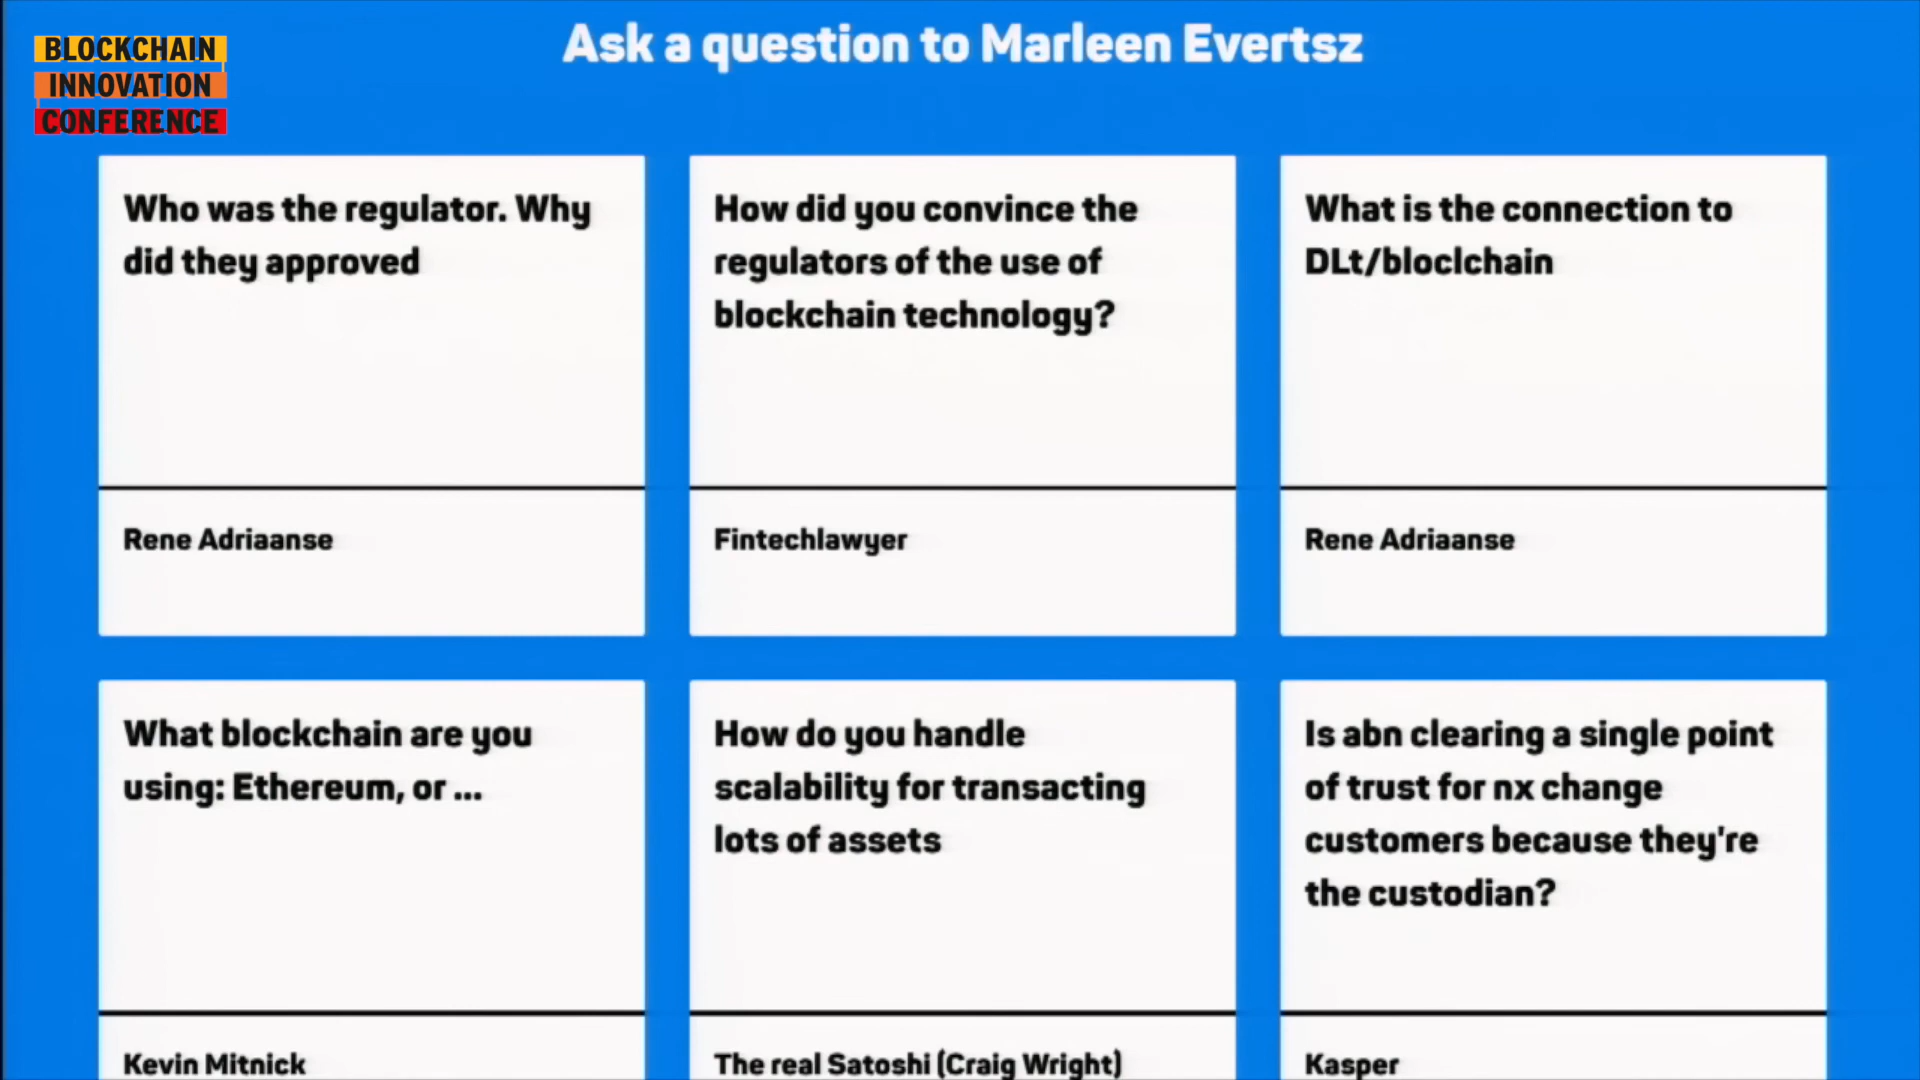 BLOCKCHAIN
INNOVATION
CONFERENCE
Ask a question to Marleen Evertsz
Who was the regulator. Why
did they approved
Rene Adriaanse
How did you convince the
regulators of the use of
blockchain technology?
Fintechlawyer
What is the connection to
DLt/bloclchain
Rene Adriaanse
What blockchain are you
using: Ethereum, or ...
Kevin Mitnick
How do you handle
scalability for transacting
lots of assets
The real Satoshi (Craig Wright)
Is abn clearing a single point
of trust for nx change
customers because they're
the custodian?
Kasper